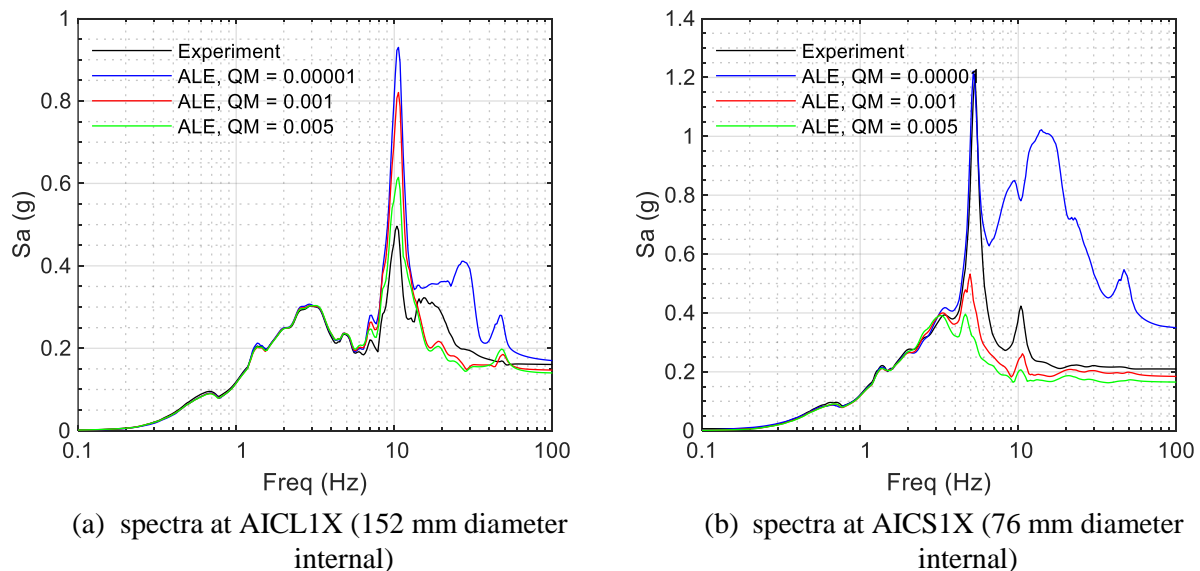 1
0.8
0.6
0.4
0.2
0
Sa (g)
Experiment
ALE, QM = 0.00001
ALE, QM = 0.001
ALE, QM = 0.005
0.1 1 10 100
Freq (Hz)
(a) spectra at AICL1X (152 mm diameter
internal)
1.4
1.2
1
0.8
0.6
0.4
0.2
0
Sa (g)
Experiment
ALE, QM = 0.00001
ALE, QM = 0.001
ALE, QM = 0.005
0.1 1 10 100
Freq (Hz)
(b) spectra at AICS1X (76 mm diameter
internal)